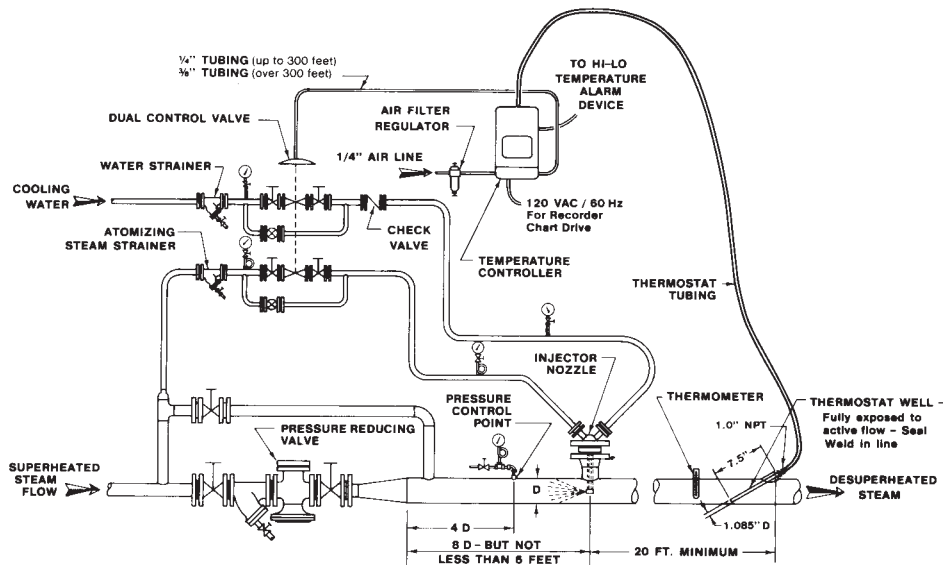 ¼" TUBING (up to 300 feet)
⅜" TUBING (over 300 feet)
TO HI-LO
TEMPERATURE
ALARM
DEVICE
AIR FILTER
REGULATOR
DUAL CONTROL VALVE
1/4" AIR LINE
WATER STRAINER
COOLING
WATER
120 VAC / 60 Hz
For Recorder
Chart Drive
CHECK
VALVE
ATOMIZING
STEAM STRAINER
TEMPERATURE
CONTROLLER
THERMOSTAT
TUBING
INJECTOR
NOZZLE
PRESSURE
CONTROL
POINT
THERMOMETER
THERMOSTAT WELL –
Fully exposed to
active flow – Seal
Weld in line
1.0" NPT
7.5"
PRESSURE REDUCING
VALVE
SUPERHEATED
STEAM
FLOW
D
DESUPERHEATED
STEAM
1.085" D
4 D
8 D – BUT NOT
LESS THAN 6 FEET
20 FT. MINIMUM